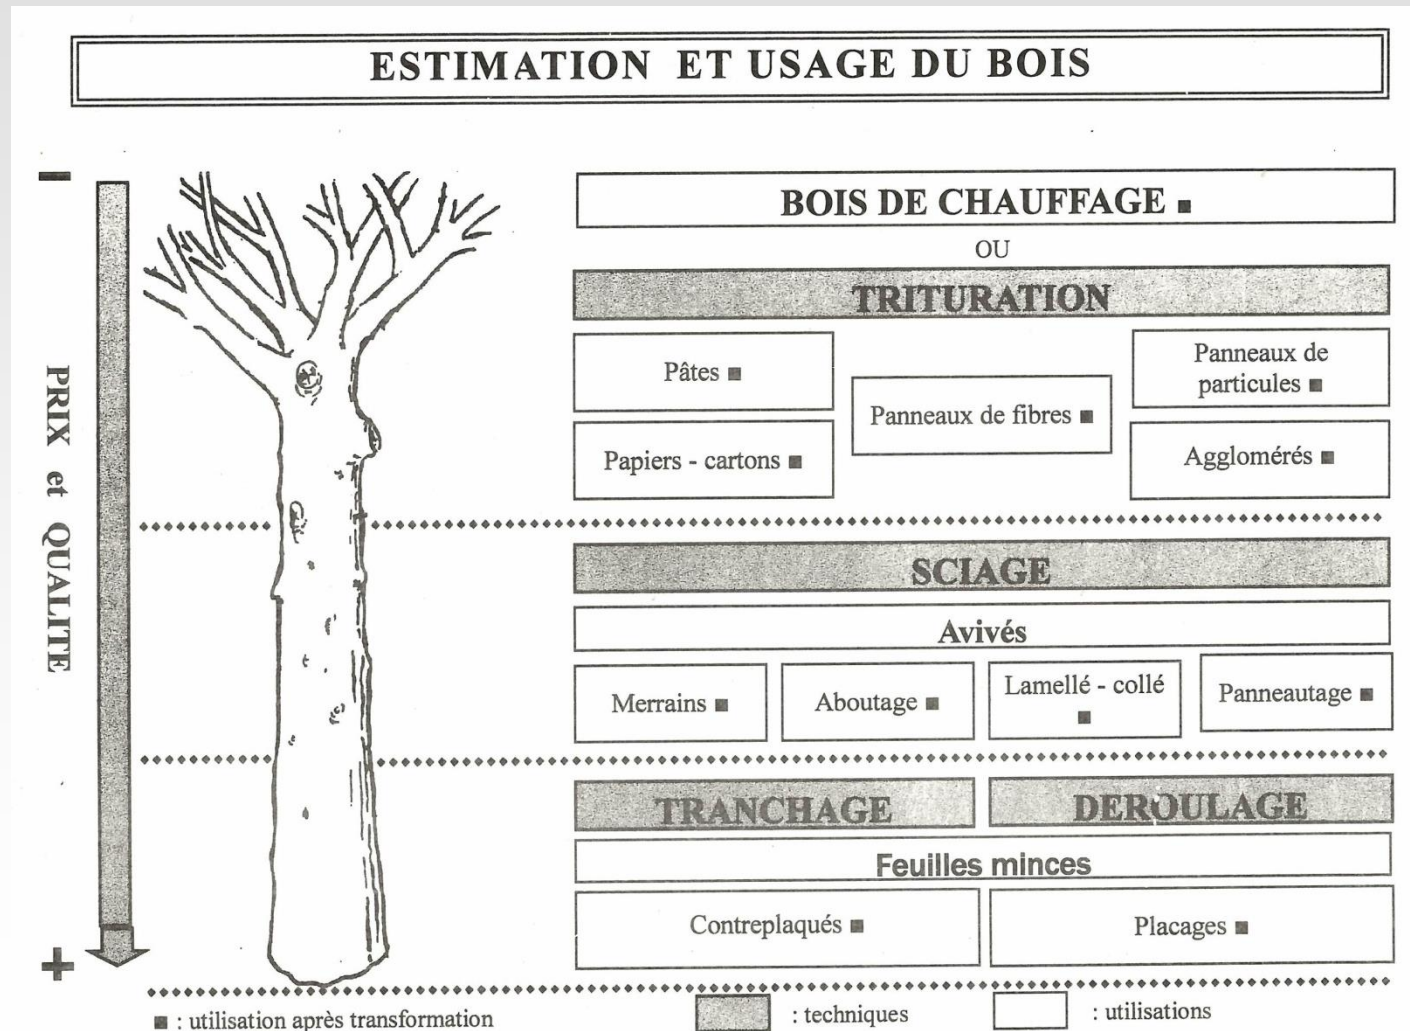 ESTIMATION ET USAGE DU BOIS
-
PRIX et QUALITE
+
BOIS DE CHAUFFAGE ■
OU
TRITURATION
Pâtes ■
Panneaux de fibres ■
Panneaux de
particules ■
Papiers - cartons ■
Agglomérés ■
SCIAGE
Avivés
Merrains ■
Aboutage ■
Lamellé - collé
■
Panneautage ■
TRANCHAGE
DEROULAGE
Feuilles minces
Contreplaqués ■
Placages ■
■ : utilisation après transformation
: techniques
: utilisations